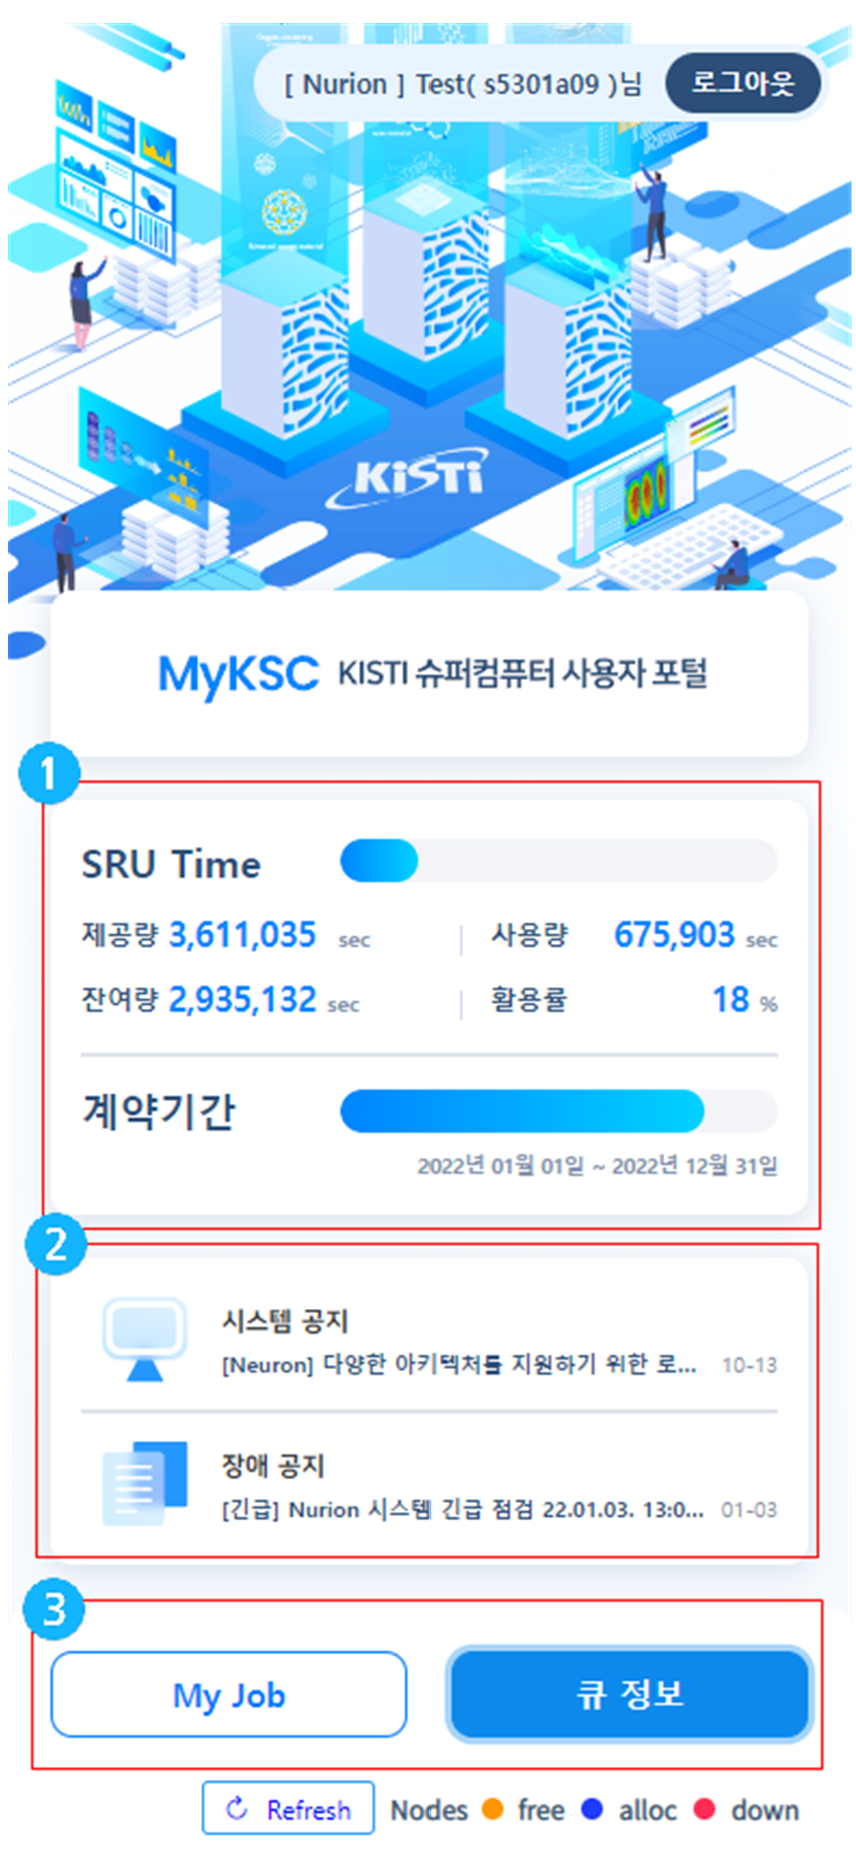 [ Nurion ] Test( s5301a09 )님 로그아웃
KiSTi
MyKSC KISTI 슈퍼컴퓨터 사용자 포털
1
SRU Time
제공량 3,611,035 sec | 사용량 675,903 sec
잔여량 2,935,132 sec | 활용률 18 %
계약기간
2022년 01월 01일 ~ 2022년 12월 31일
2
시스템 공지
[Neuron] 다양한 아키텍처를 지원하기 위한 로... 10-13
장애 공지
[긴급] Nurion 시스템 긴급 점검 22.01.03. 13:0... 01-03
3
My Job 큐 정보
Refresh Nodes free alloc down